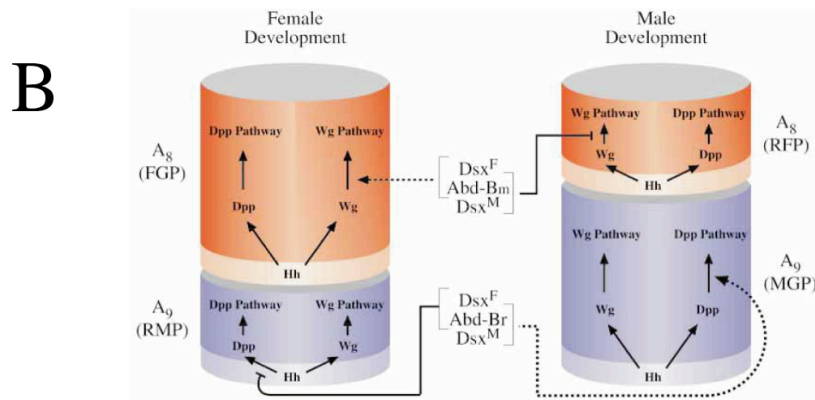 B
Female
Development
Male
Development
A8
(FGP)
Dpp Pathway
Wg Pathway
Dpp
Wg
Hh
A9
(RMP)
Dpp Pathway
Wg Pathway
Dpp
Wg
Hh
DsxF
Abd-Bm
DsxM
DsxF
Abd-Br
DsxM
Wg Pathway
Dpp Pathway
Wg
Dpp
Hh
A8
(RFP)
Wg Pathway
Dpp Pathway
Wg
Dpp
Hh
A9
(MGP)